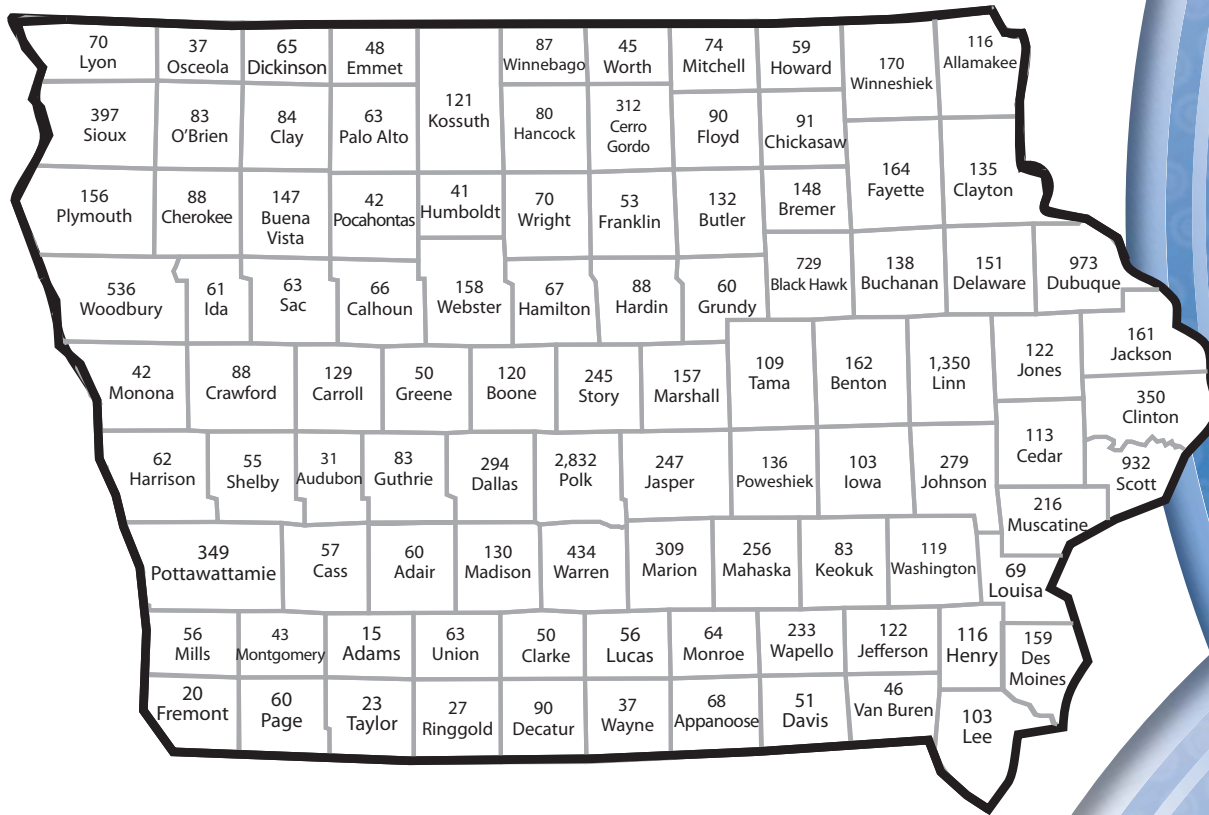 70
Lyon
37
Osceola
65
Dickinson
48
Emmet
121
Kossuth
87
Winnebago
45
Worth
74
Mitchell
59
Howard
170
Winneshiek
116
Allamakee
397
Sioux
83
O'Brien
84
Clay
63
Palo Alto
80
Hancock
312
Cerro
Gordo
90
Floyd
91
Chickasaw
164
Fayette
135
Clayton
156
Plymouth
88
Cherokee
147
Buena
Vista
42
Pocahontas
41
Humboldt
70
Wright
53
Franklin
132
Butler
148
Bremer
536
Woodbury
61
Ida
63
Sac
66
Calhoun
158
Webster
67
Hamilton
88
Hardin
60
Grundy
729
Black Hawk
138
Buchanan
151
Delaware
973
Dubuque
42
Monona
88
Crawford
129
Carroll
50
Greene
120
Boone
245
Story
157
Marshall
109
Tama
162
Benton
1,350
Linn
122
Jones
161
Jackson
350
Clinton
62
Harrison
55
Shelby
31
Audubon
83
Guthrie
294
Dallas
2,832
Polk
247
Jasper
136
Poweshiek
103
Iowa
279
Johnson
113
Cedar
932
Scott
216
Muscatine
349
Pottawattamie
57
Cass
60
Adair
130
Madison
434
Warren
309
Marion
256
Mahaska
83
Keokuk
119
Washington
69
Louisa
56
Mills
43
Montgomery
15
Adams
63
Union
50
Clarke
56
Lucas
64
Monroe
233
Wapello
122
Jefferson
116
Henry
159
Des
Moines
20
Fremont
60
Page
23
Taylor
27
Ringgold
90
Decatur
37
Wayne
68
Appanoose
51
Davis
46
Van Buren
103
Lee